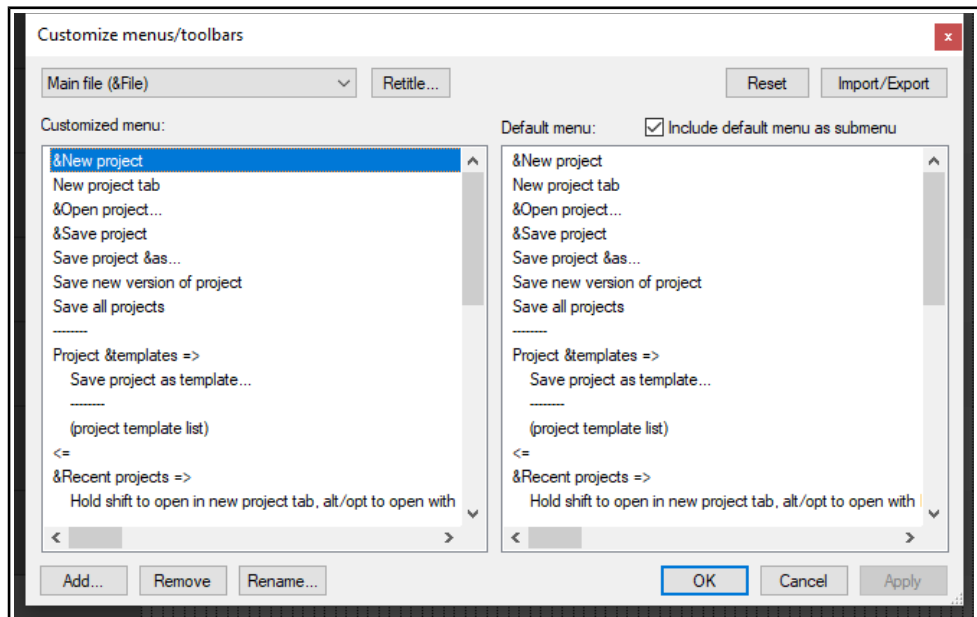 Customize menus/toolbars
x
Main file (&File)
Retitle...
Reset
Import/Export
Customized menu:
&New project
New project tab
&Open project...
&Save project
Save project &as...
Save new version of project
Save all projects
--------
Project &templates =>
Save project as template...
--------
(project template list)
<=
&Recent projects =>
Hold shift to open in new project tab, alt/opt to open with
Default menu:
Include default menu as submenu
&New project
New project tab
&Open project...
&Save project
Save project &as...
Save new version of project
Save all projects
--------
Project &templates =>
Save project as template...
--------
(project template list)
<=
&Recent projects =>
Hold shift to open in new project tab, alt/opt to open with
Add...
Remove
Rename...
OK
Cancel
Apply